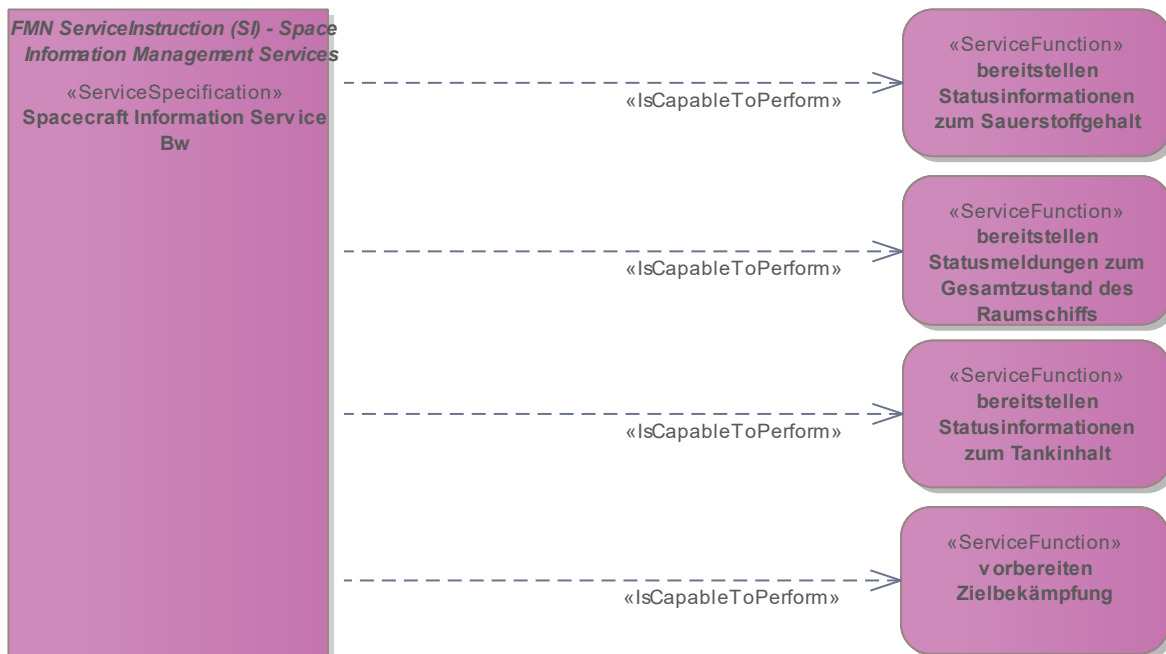 FMN ServiceInstruction (SI) - Space
Information Management Services
«ServiceSpecification»
Spacecraft Information Service
Bw
«IsCapableToPerform»
«ServiceFunction»
bereitstellen
Statusinformationen
zum Sauerstoffgehalt
«IsCapableToPerform»
«ServiceFunction»
bereitstellen
Statusmeldungen zum
Gesamtzustand des
Raumschiffs
«IsCapableToPerform»
«ServiceFunction»
bereitstellen
Statusinformationen
zum Tankinhalt
«IsCapableToPerform»
«ServiceFunction»
vorbereiten
Zielbekämpfung